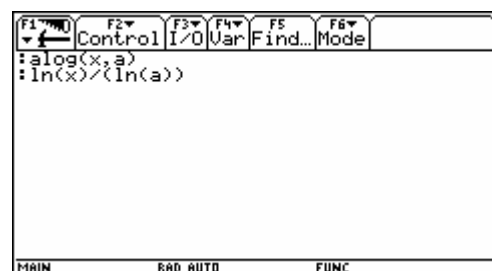 F1 F2 F3 F4 F5 F6
Control I/O Var Find... Mode
:alog(x,a)
:ln(x)/(ln(a))
MAIN RAD AUTO FUNC